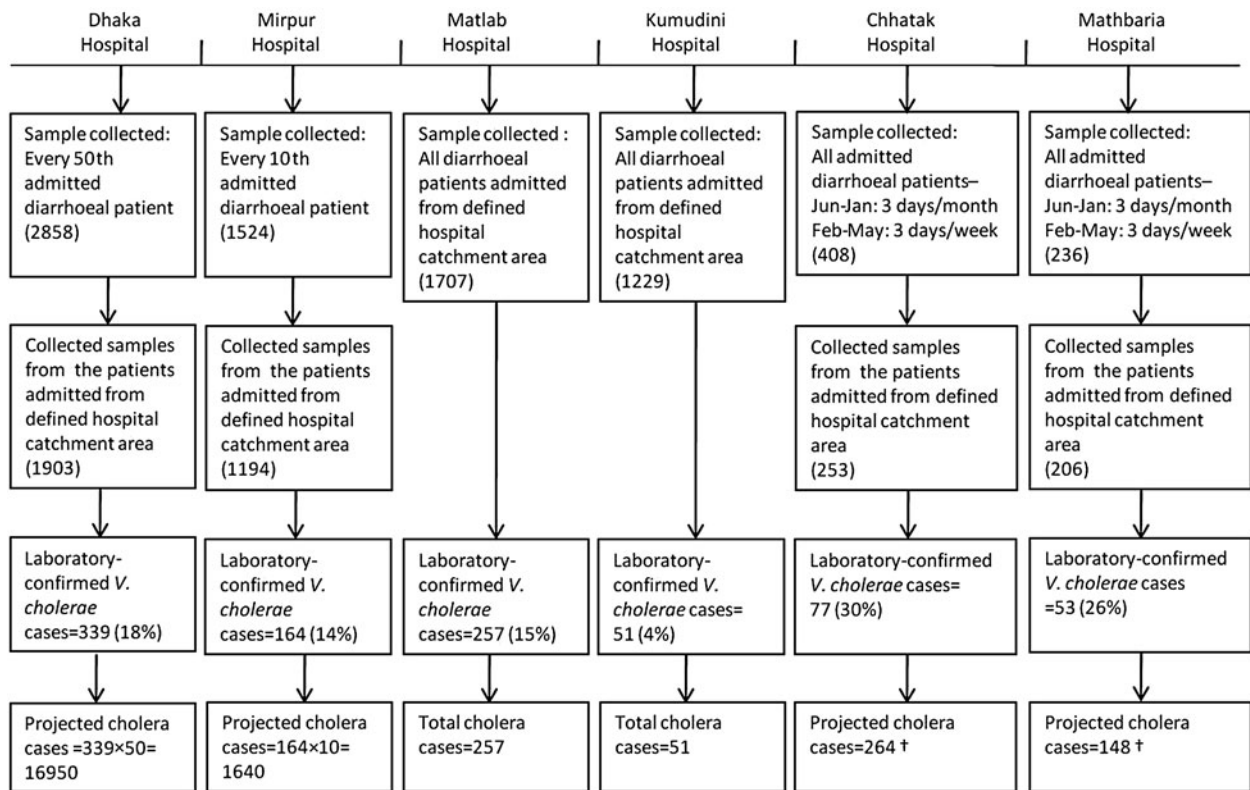 Dhaka
Hospital
Mirpur
Hospital
Matlab
Hospital
Kumudini
Hospital
Chhatak
Hospital
Mathbaria
Hospital
Sample collected:
Every 50th
admitted
diarrhoeal patient
(2858)
Sample collected:
Every 10th
admitted
diarrhoeal patient
(1524)
Sample collected :
All diarrhoeal
patients admitted
from defined
hospital
catchment area
(1707)
Sample collected:
All diarrhoeal
patients admitted
from defined
hospital
catchment area
(1229)
Sample collected:
All admitted
diarrhoeal patients–
Jun-Jan: 3 days/month
Feb-May: 3 days/week
(408)
Sample collected:
All admitted
diarrhoeal patients–
Jun-Jan: 3 days/month
Feb-May: 3 days/week
(236)
Collected samples
from the patients
admitted from
defined hospital
catchment area
(1903)
Collected samples
from the patients
admitted from
defined hospital
catchment area
(1194)
Collected samples
from the patients
admitted from defined
hospital catchment
area
(253)
Collected samples
from the patients
admitted from defined
hospital catchment
area
(206)
Laboratory-
confirmed V.
cholerae
cases=339 (18%)
Laboratory-
confirmed V.
cholerae
cases=164 (14%)
Laboratory-
confirmed V.
cholerae
cases=257 (15%)
Laboratory-
confirmed V.
cholerae cases=
51 (4%)
Laboratory-confirmed
V. cholerae cases=
77 (30%)
Laboratory-confirmed
V. cholerae cases
=53 (26%)
Projected cholera
cases =339×50=
16950
Projected cholera
cases=164×10=
1640
Total cholera
cases=257
Total cholera
cases=51
Projected cholera
cases=264 †
Projected cholera
cases=148 †